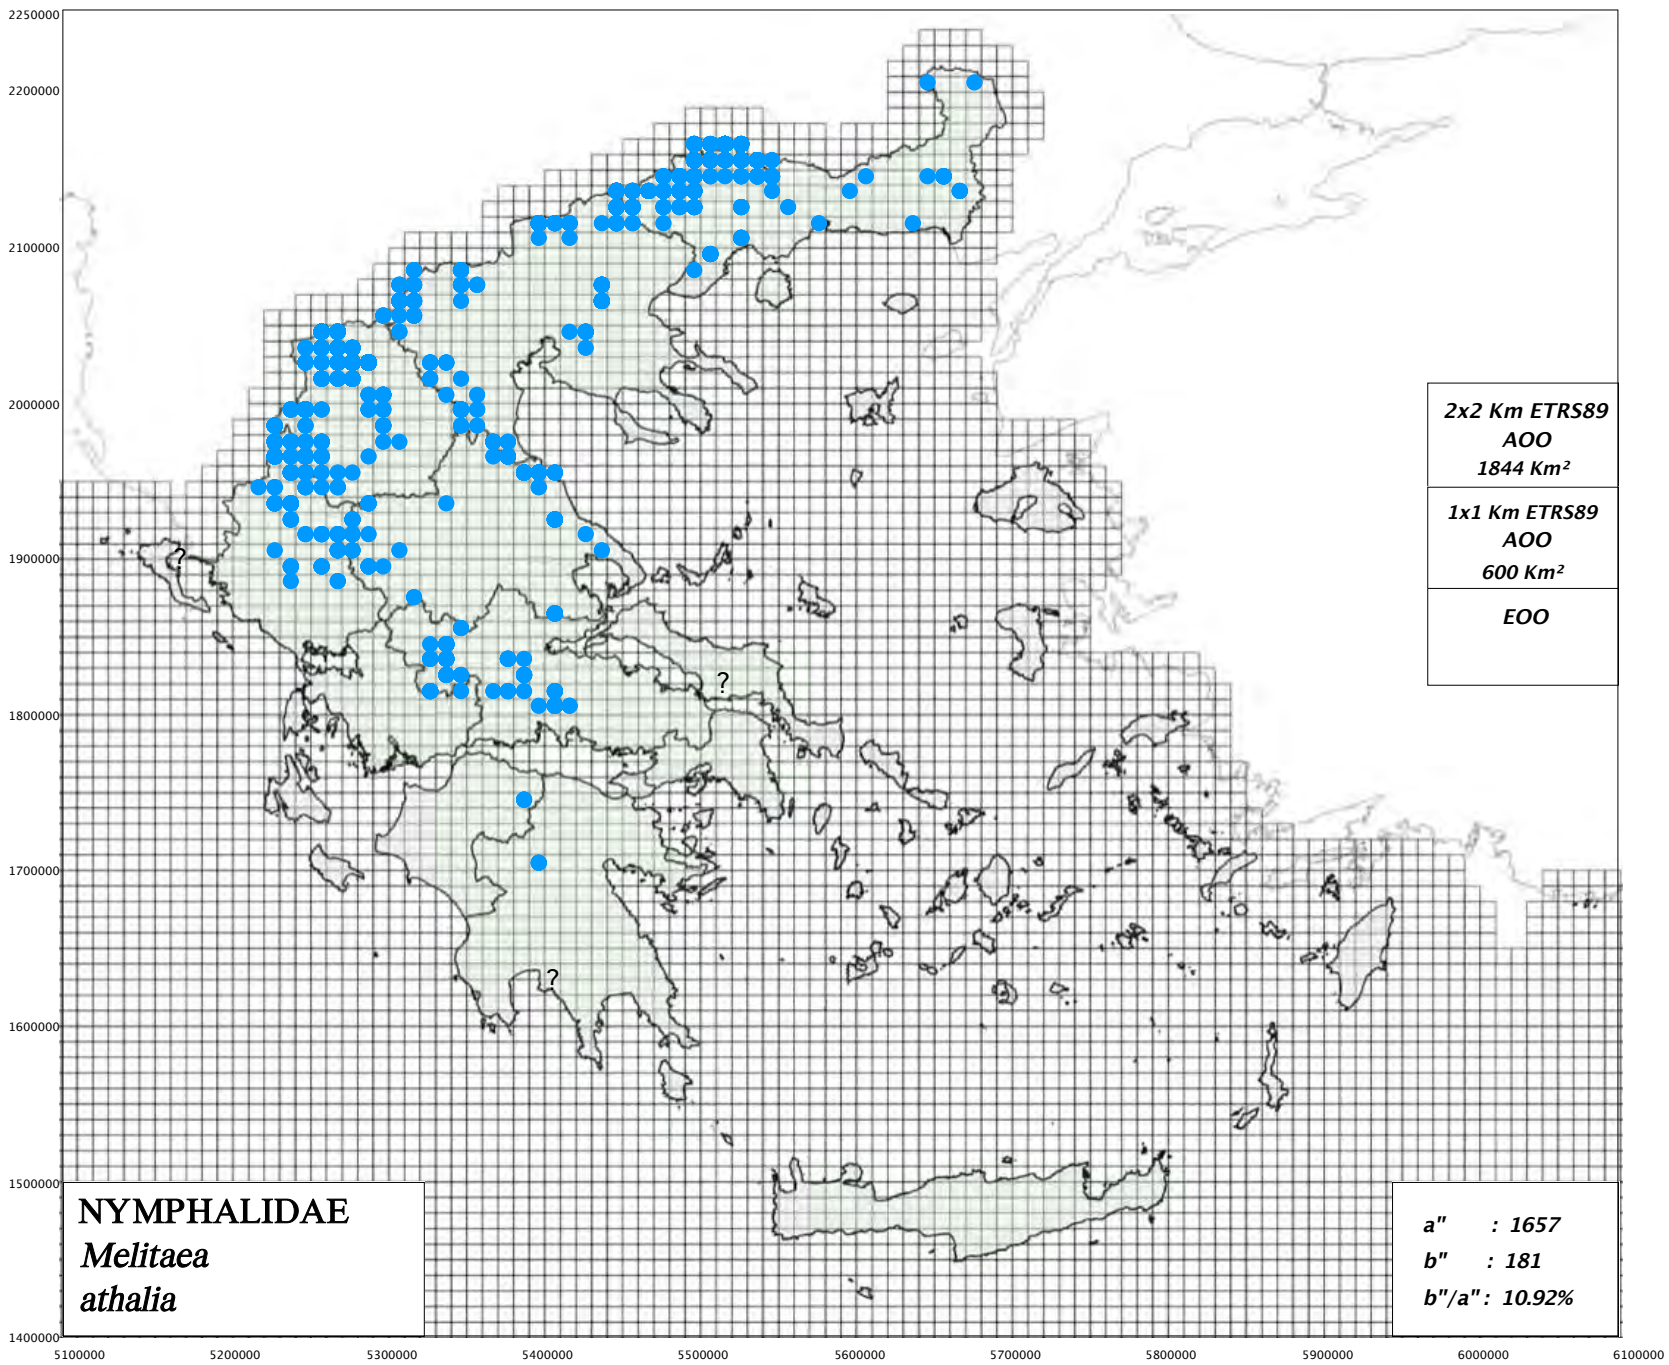 2250000
2200000
2100000
2000000
1900000
1800000
1700000
1600000
1500000
1400000
?
?
?
2x2 Km ETRS89
AOO
1844 Km²
1x1 Km ETRS89
AOO
600 Km²
EOO
NYMPHALIDAE
Melitaea
athalia
a" : 1657
b" : 181
b"/a" : 10.92%
5100000 5200000 5300000 5400000 5500000 5600000 5700000 5800000 5900000 6000000 6100000